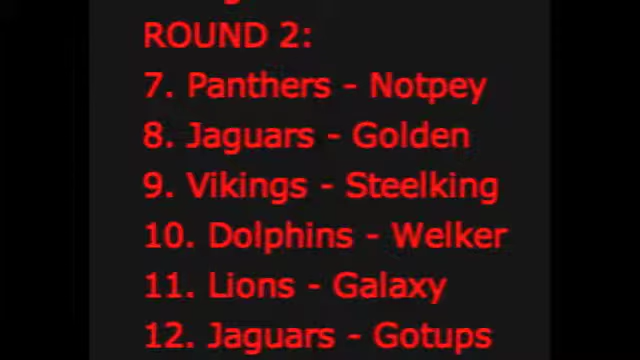 ROUND 2:
7. Panthers - Notpey
8. Jaguars - Golden
9. Vikings - Steelking
10. Dolphins - Welker
11. Lions - Galaxy
12. Jaguars - Gotups